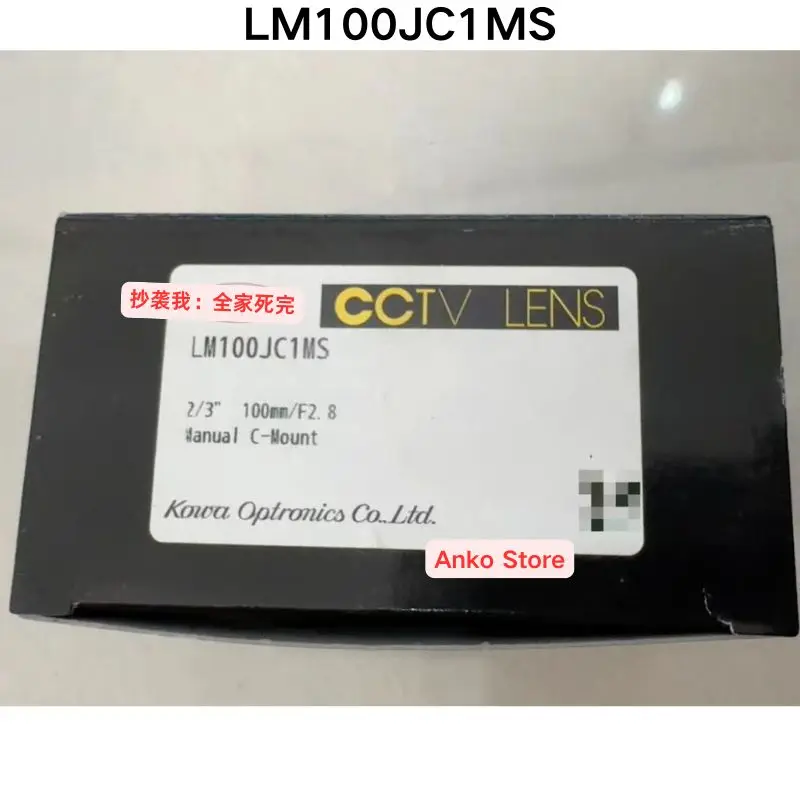 LM100JC1MS
抄袭我：全家死完
CCTV LENS
LM100JC1MS
2/3" 100mm/F2.8
Manual C-Mount
Kowa Optronics Co.,Ltd.
Anko Store